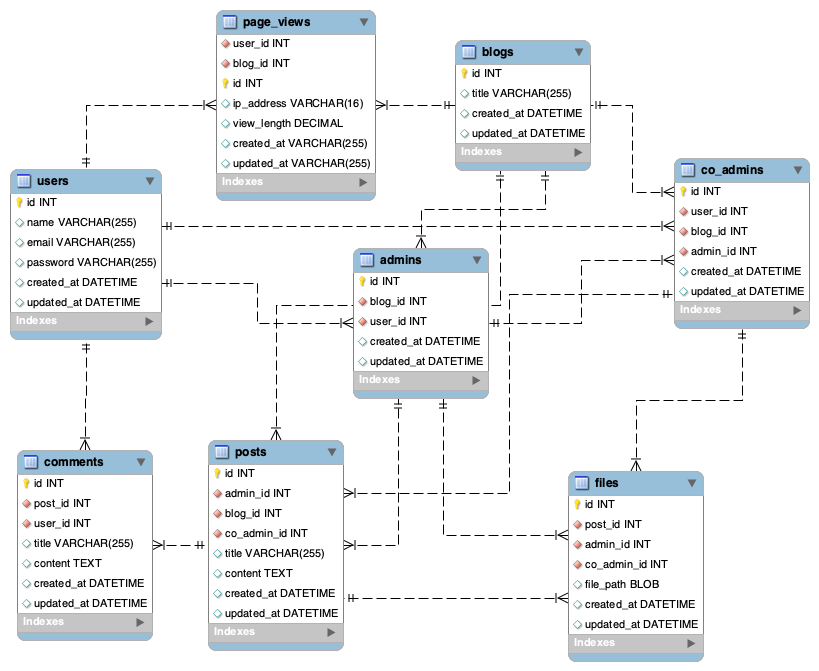 page_views
user_id INT
blog_id INT
id INT
ip_address VARCHAR(16)
view_length DECIMAL
created_at VARCHAR(255)
updated_at VARCHAR(255)
Indexes
blogs
id INT
title VARCHAR(255)
created_at DATETIME
updated_at DATETIME
Indexes
users
id INT
name VARCHAR(255)
email VARCHAR(255)
password VARCHAR(255)
created_at DATETIME
updated_at DATETIME
Indexes
co_admins
id INT
user_id INT
blog_id INT
admin_id INT
created_at DATETIME
updated_at DATETIME
Indexes
admins
id INT
blog_id INT
user_id INT
created_at DATETIME
updated_at DATETIME
Indexes
comments
id INT
post_id INT
user_id INT
title VARCHAR(255)
content TEXT
created_at DATETIME
updated_at DATETIME
Indexes
posts
id INT
admin_id INT
blog_id INT
co_admin_id INT
title VARCHAR(255)
content TEXT
created_at DATETIME
updated_at DATETIME
Indexes
files
id INT
post_id INT
admin_id INT
co_admin_id INT
file_path BLOB
created_at DATETIME
updated_at DATETIME
Indexes